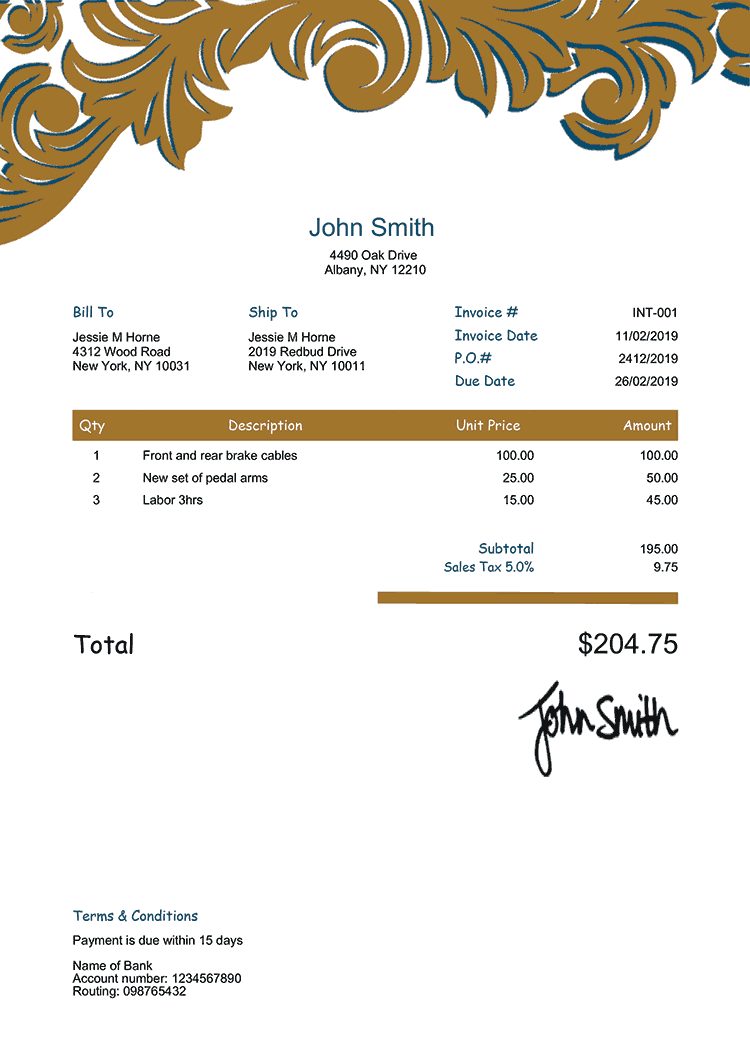 John Smith
4490 Oak Drive
Albany, NY 12210
Bill To
Jessie M Horne
4312 Wood Road
New York, NY 10031
Ship To
Jessie M Horne
2019 Redbud Drive
New York, NY 10011
Invoice # INT-001
Invoice Date 11/02/2019
P.O.# 2412/2019
Due Date 26/02/2019
Qty Description Unit Price Amount
1 Front and rear brake cables 100.00 100.00
2 New set of pedal arms 25.00 50.00
3 Labor 3hrs 15.00 45.00
Subtotal 195.00
Sales Tax 5.0% 9.75
Total $204.75
John Smith
Terms & Conditions
Payment is due within 15 days
Name of Bank
Account number: 1234567890
Routing: 098765432